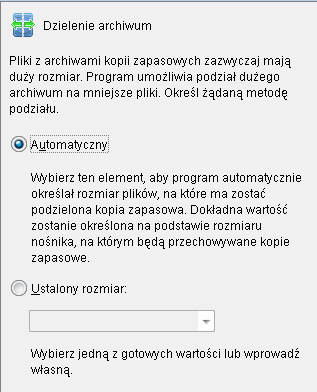 Dzielenie archiwum
Pliki z archiwami kopii zapasowych zazwyczaj mają
duży rozmiar. Program umożliwia podział dużego
archiwum na mniejsze pliki. Określ żądaną metodę
podziału.
Automatyczny
Wybierz ten element, aby program automatycznie
określał rozmiar plików, na które ma zostać
podzielona kopia zapasowa. Dokładna wartość
zostanie określona na podstawie rozmiaru
nośnika, na którym będą przechowywane kopie
zapasowe.
Ustalony rozmiar:
Wybierz jedną z gotowych wartości lub wprowadź
własną.